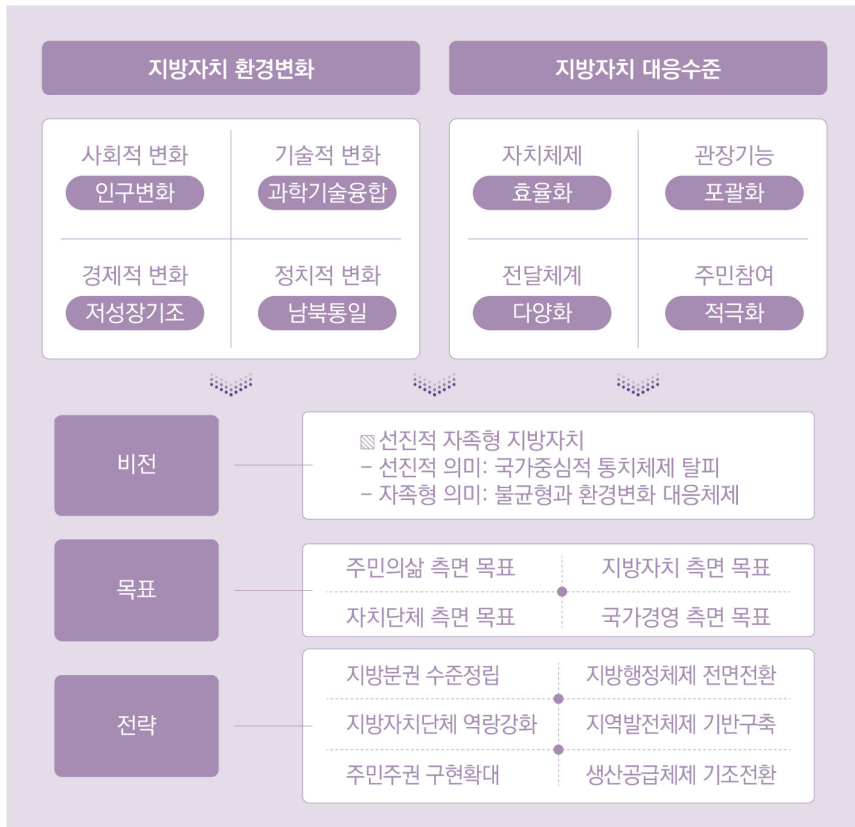 지방자치 환경변화
지방자치 대응수준
사회적 변화
인구변화
기술적 변화
과학기술융합
경제적 변화
저성장기조
정치적 변화
남북통일
자치체제
효율화
관장기능
포괄화
전달체계
다양화
주민참여
적극화
비전
선진적 자족형 지방자치
– 선진적 의미: 국가중심적 통치체제 탈피
– 자족형 의미: 불균형과 환경변화 대응체제
목표
주민의삶 측면 목표
지방자치 측면 목표
자치단체 측면 목표
국가경영 측면 목표
전략
지방분권 수준정립
지방행정체제 전면전환
지방자치단체 역량강화
지역발전체제 기반구축
주민주권 구현확대
생산공급체제 기조전환